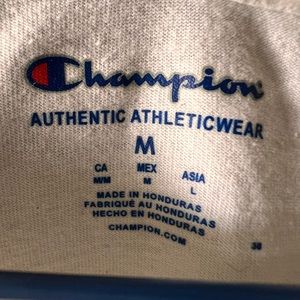 Champion
AUTHENTIC ATHLETICWEAR
M
CA MEX ASIA
M/M M L
MADE IN HONDURAS
FABRIQUÉ AU HONDURAS
HECHO EN HONDURAS
CHAMPION.COM